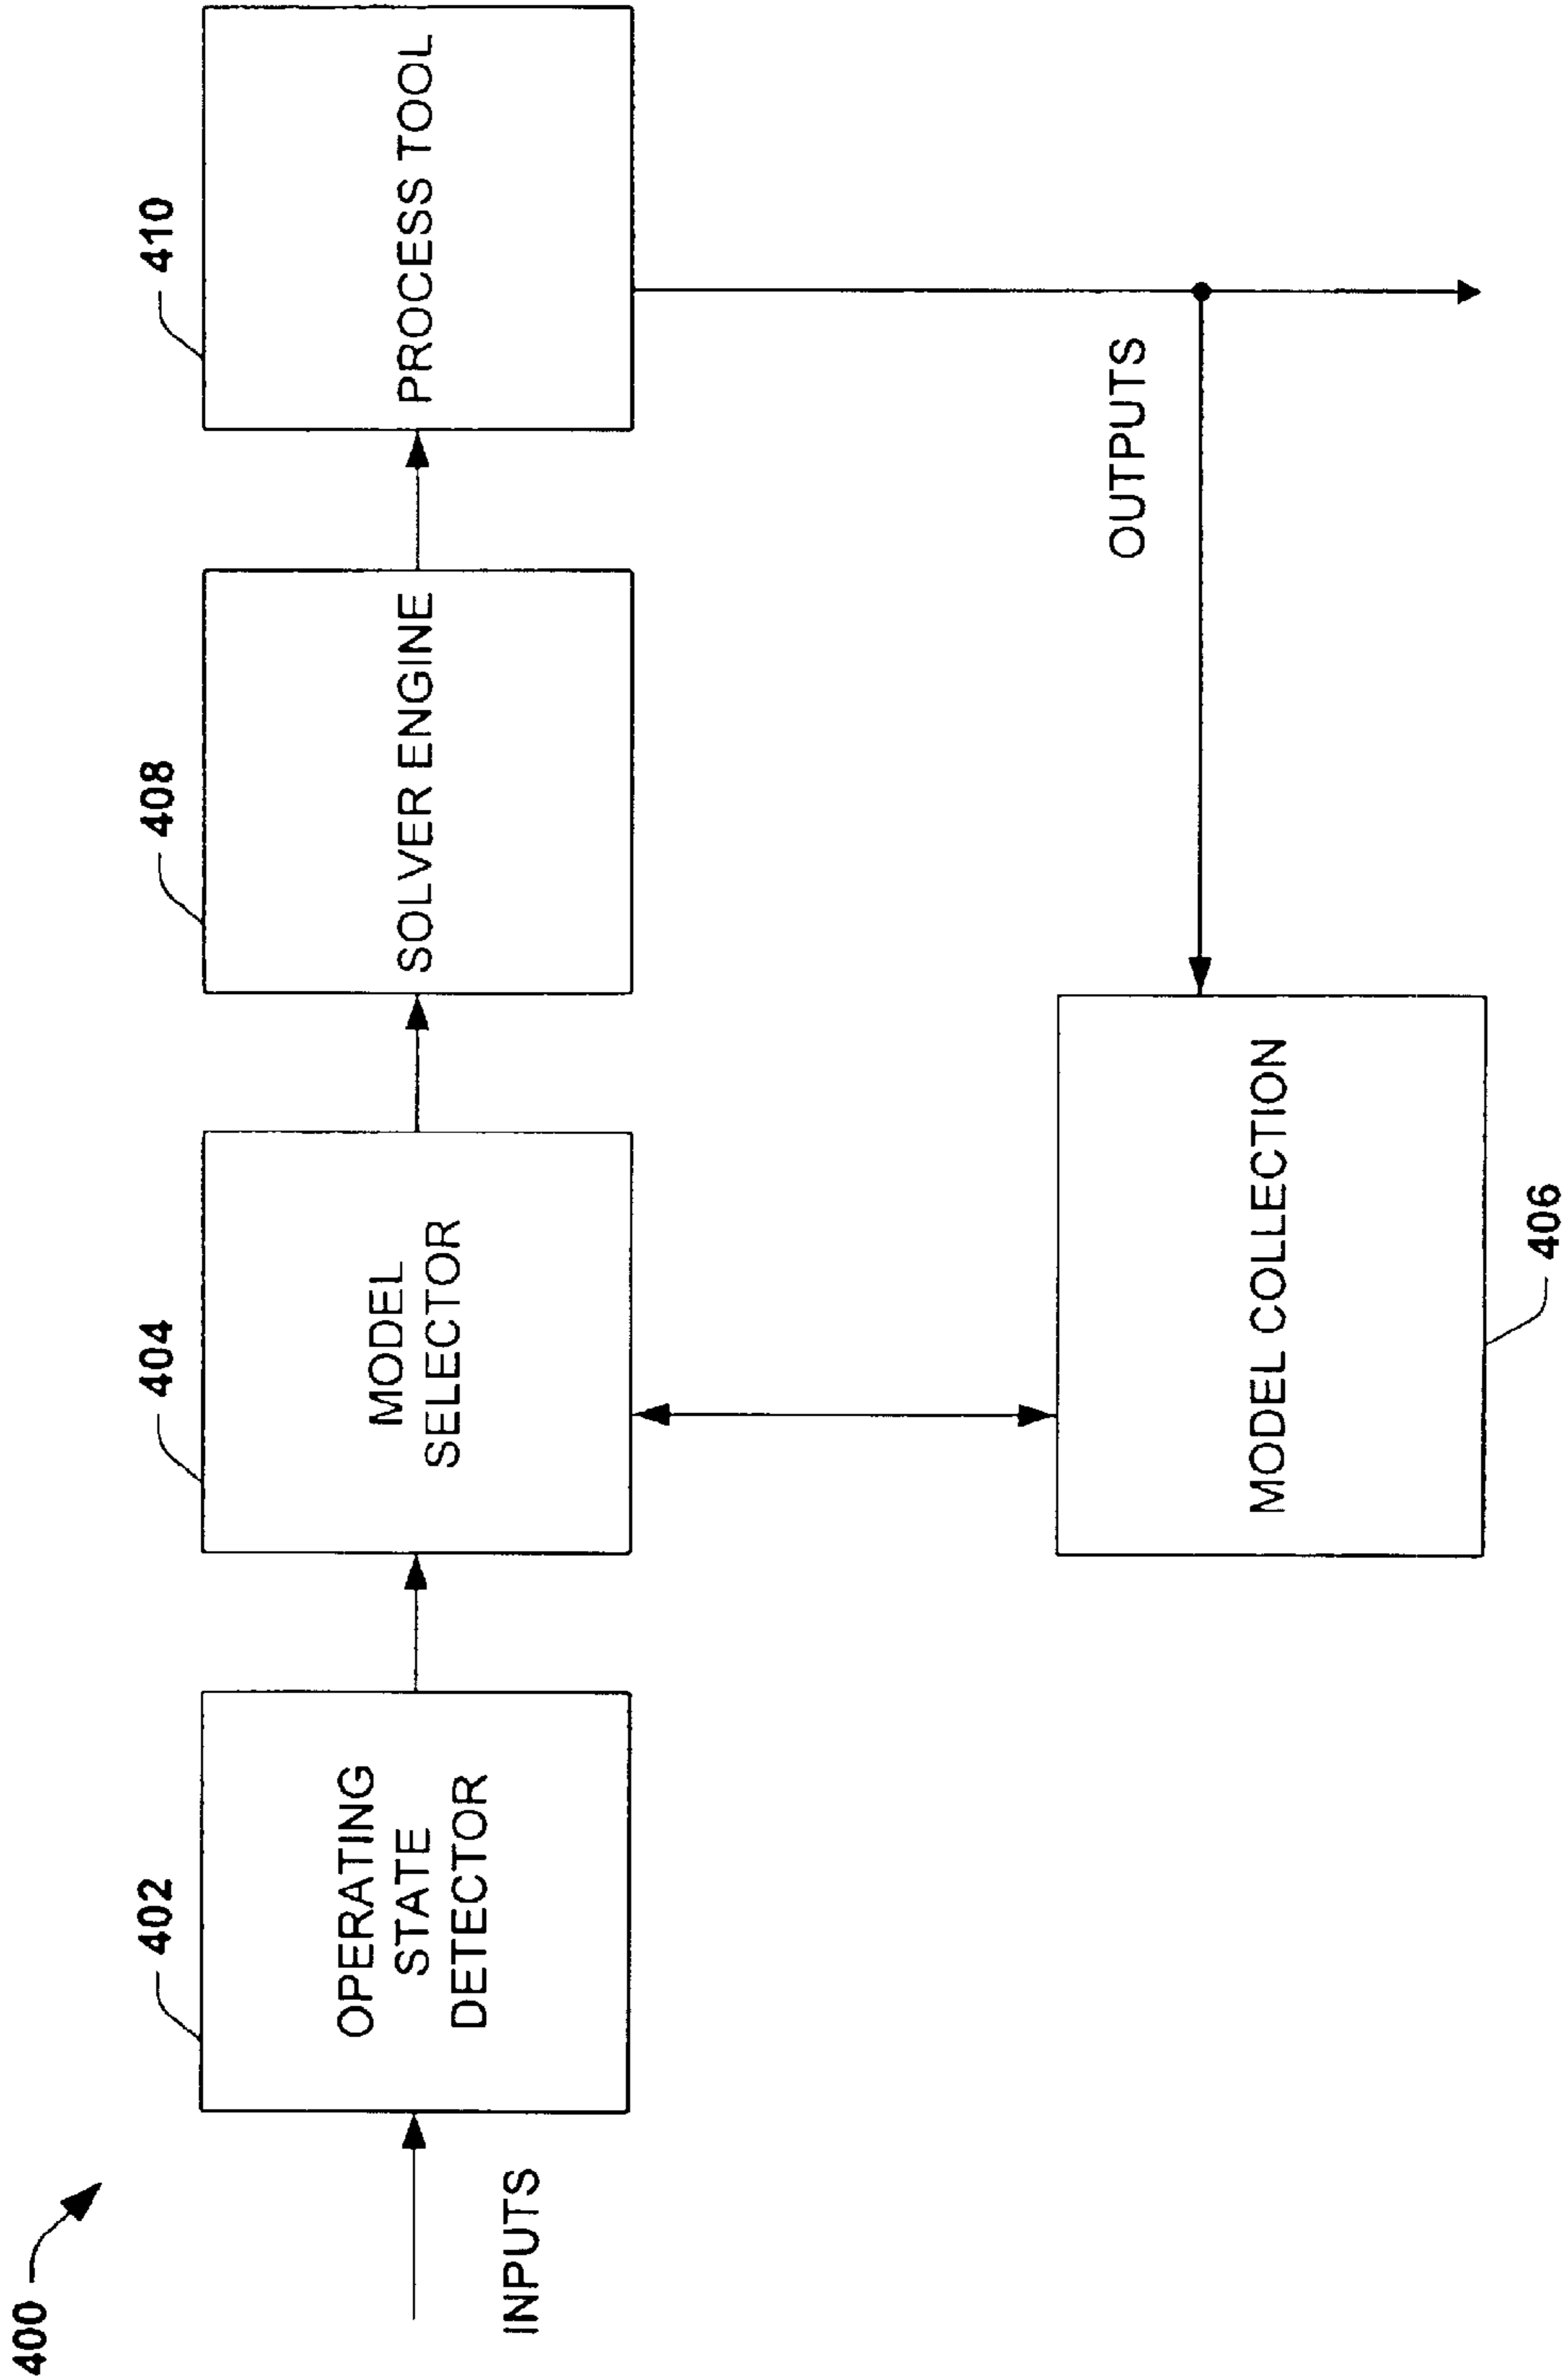 400
402
404
408
410
OPERATING
STATE
DETECTOR
MODEL
SELECTOR
SOLVER ENGINE
PROCESS TOOL
INPUTS
OUTPUTS
MODEL COLLECTION
406